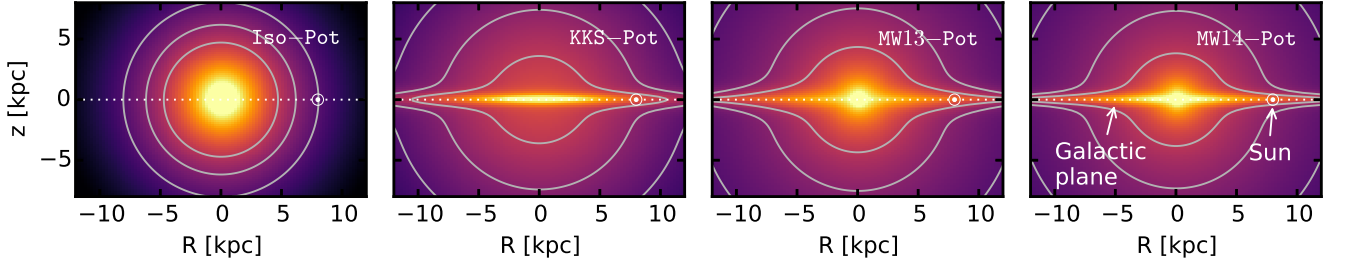 Iso−Pot KKS−Pot MW13−Pot MW14−Pot
5
0
−5
z [kpc]
Galactic
plane
Sun
−10 −5 0 5 10 −10 −5 0 5 10 −10 −5 0 5 10 −10 −5 0 5 10
R [kpc] R [kpc] R [kpc] R [kpc]